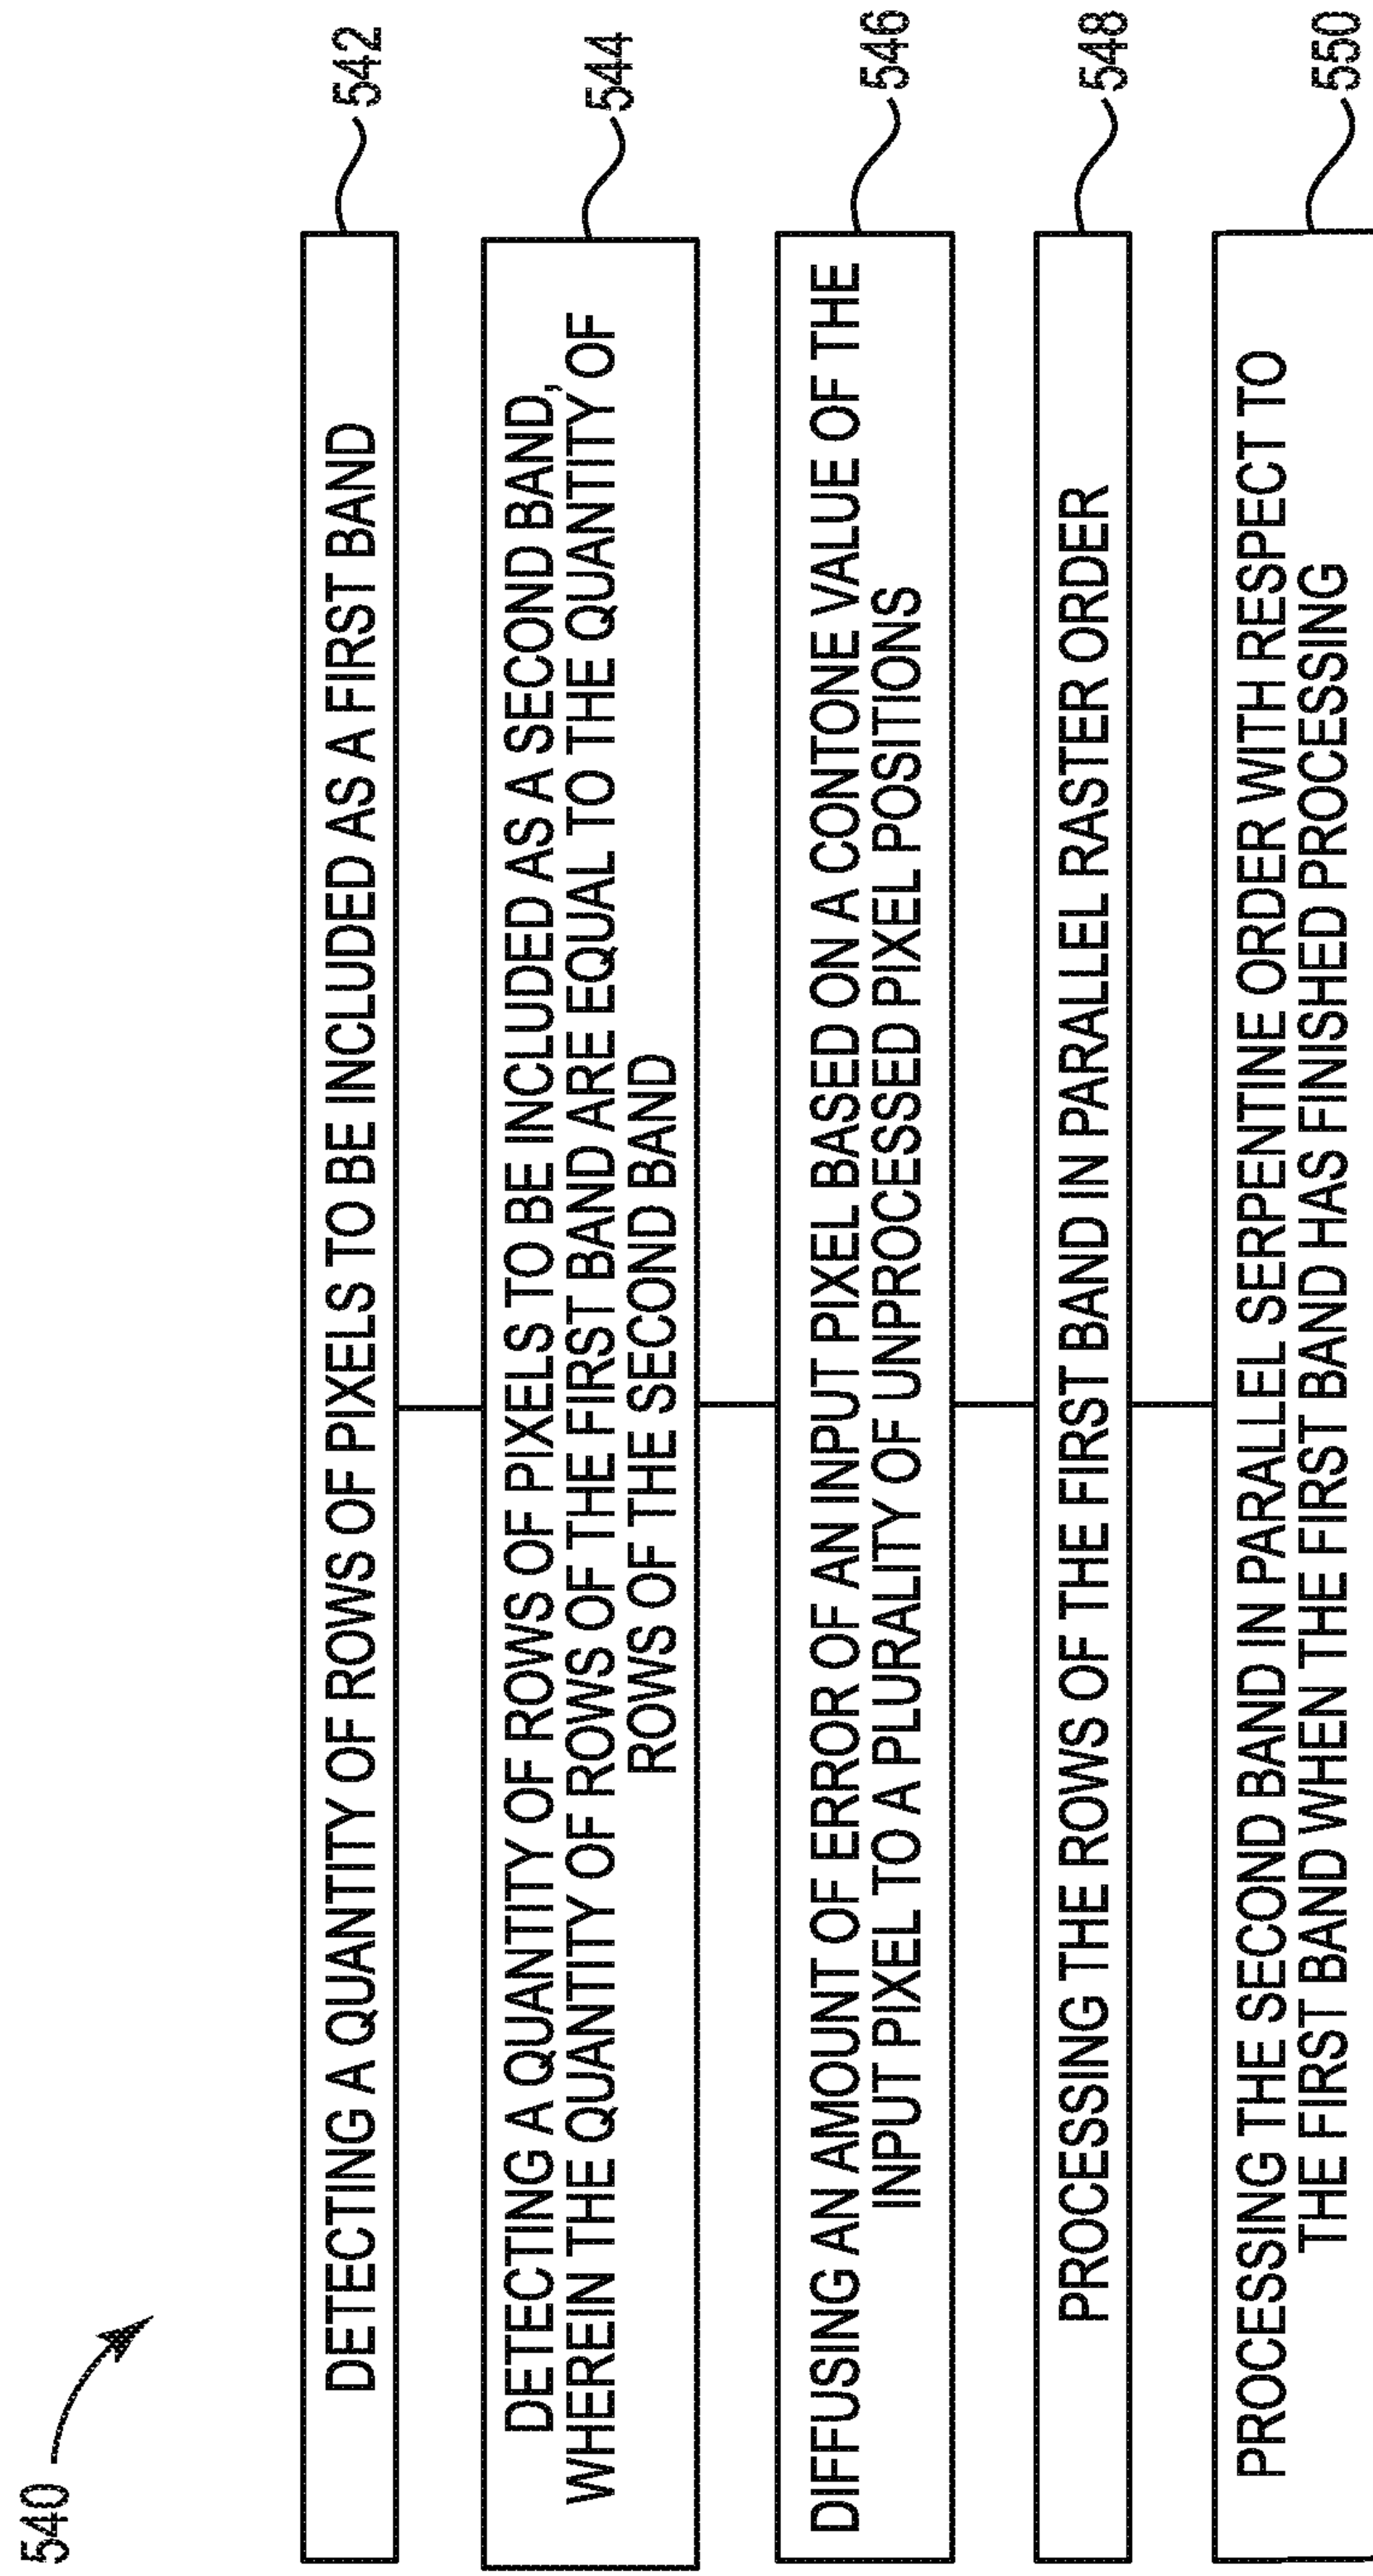 540
DETECTING A QUANTITY OF ROWS OF PIXELS TO BE INCLUDED AS A FIRST BAND
542
DETECTING A QUANTITY OF ROWS OF PIXELS TO BE INCLUDED AS A SECOND BAND,
WHEREIN THE QUANTITY OF ROWS OF THE FIRST BAND ARE EQUAL TO THE QUANTITY OF
ROWS OF THE SECOND BAND
544
DIFFUSING AN AMOUNT OF ERROR OF AN INPUT PIXEL BASED ON A CONTONE VALUE OF THE
INPUT PIXEL TO A PLURALITY OF UNPROCESSED PIXEL POSITIONS
546
PROCESSING THE ROWS OF THE FIRST BAND IN PARALLEL RASTER ORDER
548
PROCESSING THE SECOND BAND IN PARALLEL SERPENTINE ORDER WITH RESPECT TO
THE FIRST BAND WHEN THE FIRST BAND HAS FINISHED PROCESSING
550